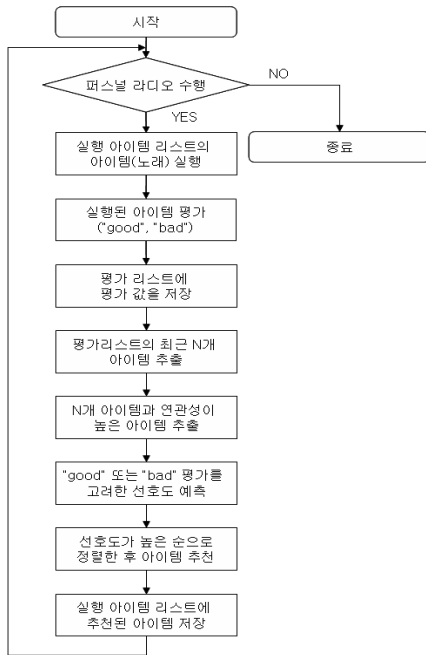 시작
퍼스널 라디오 수행
NO
YES
종료
실행 아이템 리스트의
아이템(노래) 실행
실행된 아이템 평가
("good", "bad")
평가 리스트에
평가 값을 저장
평가리스트의 최근 N개
아이템 추출
N개 아이템과 연관성이
높은 아이템 추출
"good" 또는 "bad" 평가를
고려한 선호도 예측
선호도가 높은 순으로
정렬한 후 아이템 추천
실행 아이템 리스트에
추천된 아이템 저장